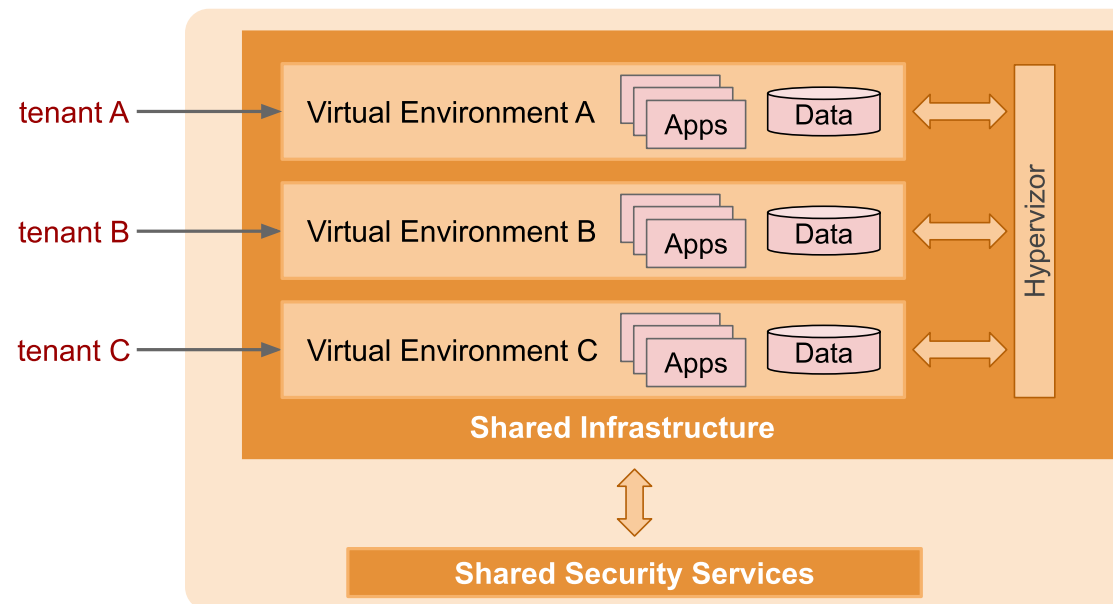 tenant A
Virtual Environment A
Apps
Data
tenant B
Virtual Environment B
Apps
Data
tenant C
Virtual Environment C
Apps
Data
Hypervizor
Shared Infrastructure
Shared Security Services